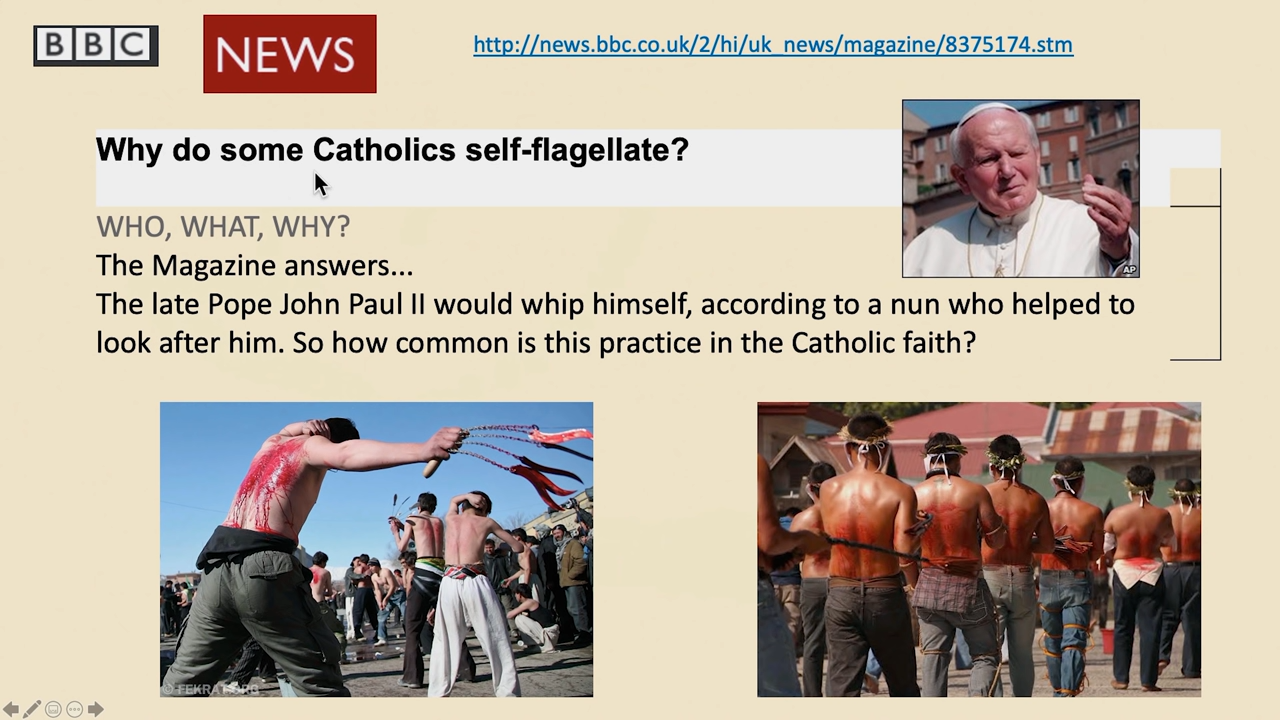 BBC
NEWS
http://news.bbc.co.uk/2/hi/uk_news/magazine/8375174.stm
Why do some Catholics self-flagellate?
AP
WHO, WHAT, WHY?
The Magazine answers...
The late Pope John Paul II would whip himself, according to a nun who helped to
look after him. So how common is this practice in the Catholic faith?